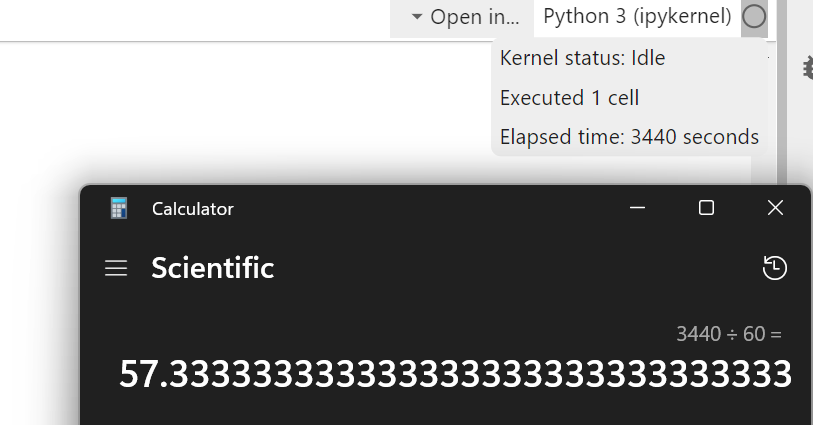 Open in... Python 3 (ipykernel)
Kernel status: Idle
Executed 1 cell
Elapsed time: 3440 seconds
Calculator
Scientific
3440 ÷ 60 =
57.333333333333333333333333333333